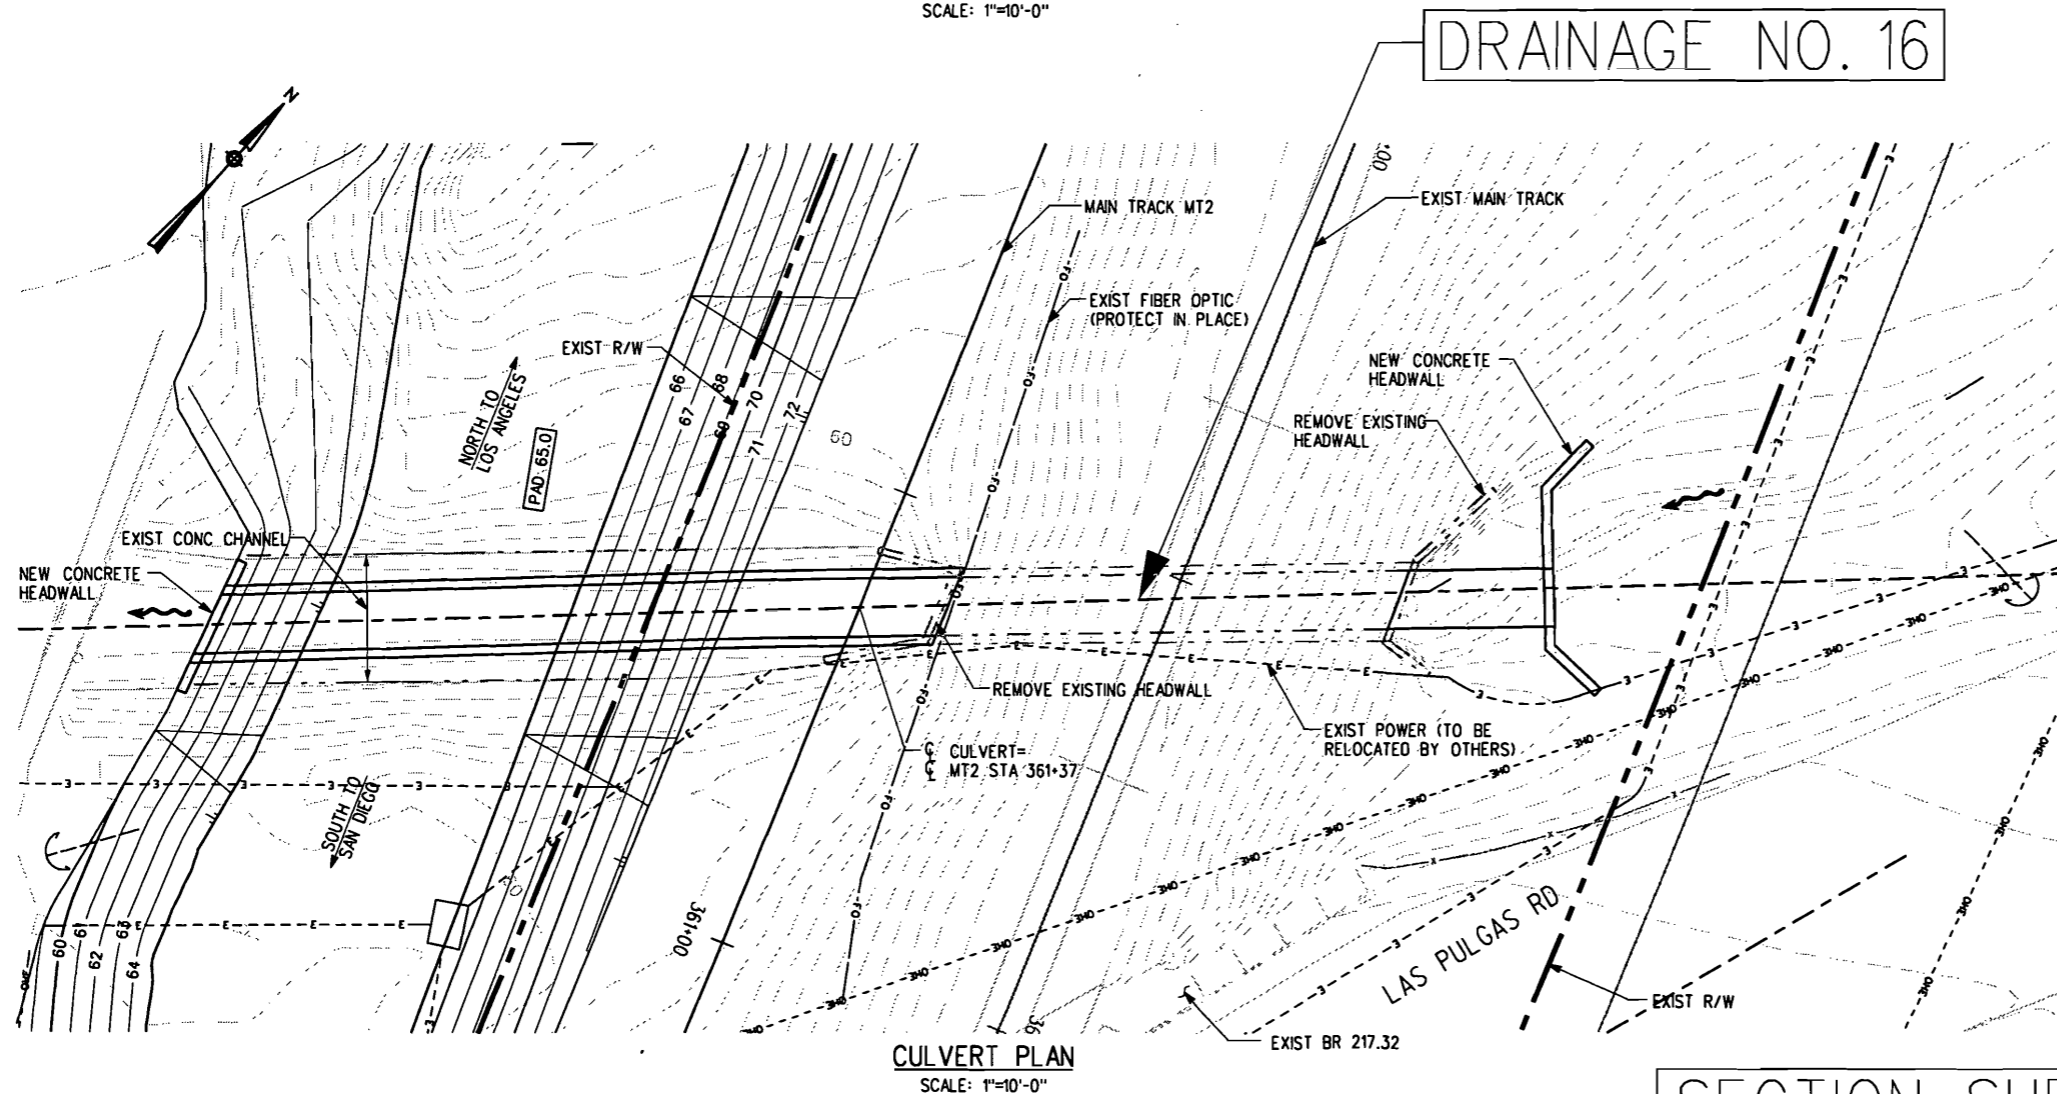 SCALE: 1"=10'-0"
DRAINAGE NO. 16
N
MAIN TRACK MT2
EXIST MAIN TRACK
EXIST FIBER OPTIC
(PROTECT IN PLACE)
EXIST R/W
NORTH TO
LOS ANGELES
PAD 65.0
66
67
68
69
70
71
72
60
NEW CONCRETE
HEADWALL
REMOVE EXISTING
HEADWALL
EXIST CONC CHANNEL
NEW CONCRETE
HEADWALL
REMOVE EXISTING HEADWALL
EXIST POWER (TO BE
RELOCATED BY OTHERS)
CULVERT=
MT2 STA 361+37
SOUTH TO
SAN DIEGO
60
61
62
63
64
361+00
LAS PULGAS RD
EXIST R/W
EXIST BR 217.32
CULVERT PLAN
SCALE: 1"=10'-0"